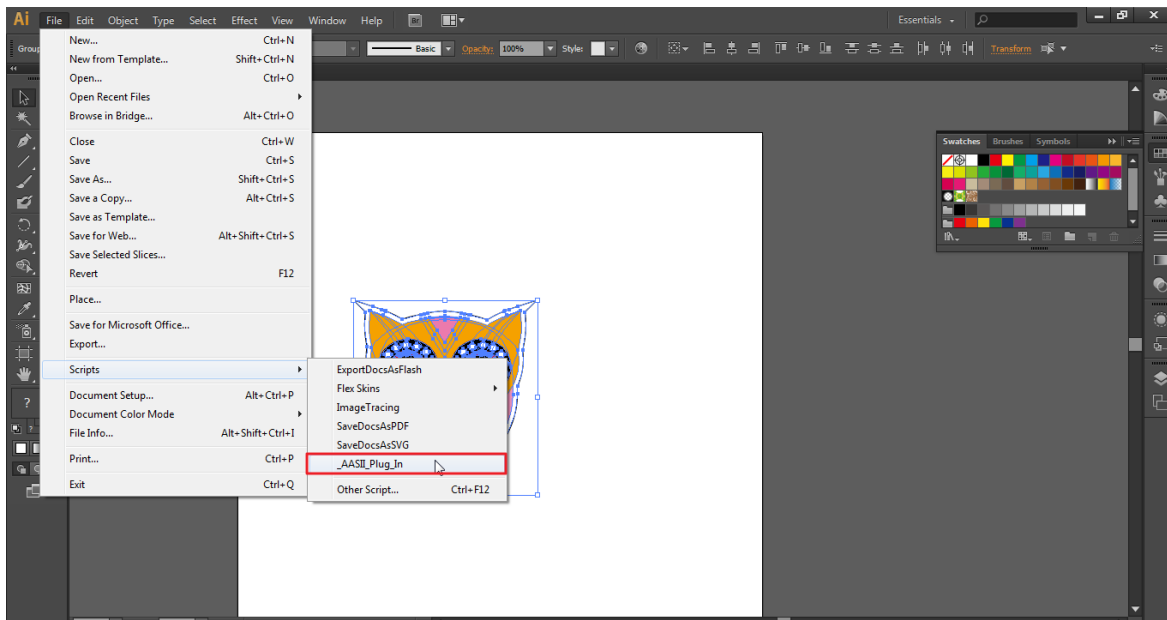 Ai File Edit Object Type Select Effect View Window Help Br Essentials
Group Basic Opacity: 100% Style: Transform
New... Ctrl+N
New from Template... Shift+Ctrl+N
Open... Ctrl+O
Open Recent Files
Browse in Bridge... Alt+Ctrl+O
Close Ctrl+W
Save Ctrl+S
Save As... Shift+Ctrl+S
Save a Copy... Alt+Ctrl+S
Save as Template...
Save for Web... Alt+Shift+Ctrl+S
Save Selected Slices...
Revert F12
Place...
Save for Microsoft Office...
Export...
Scripts
Document Setup... Alt+Ctrl+P
Document Color Mode
File Info... Alt+Shift+Ctrl+I
Print... Ctrl+P
Exit Ctrl+Q
ExportDocsAsFlash
Flex Skins
ImageTracing
SaveDocsAsPDF
SaveDocsAsSVG
_AASII_Plug_In
Other Script... Ctrl+F12
Swatches Brushes Symbols